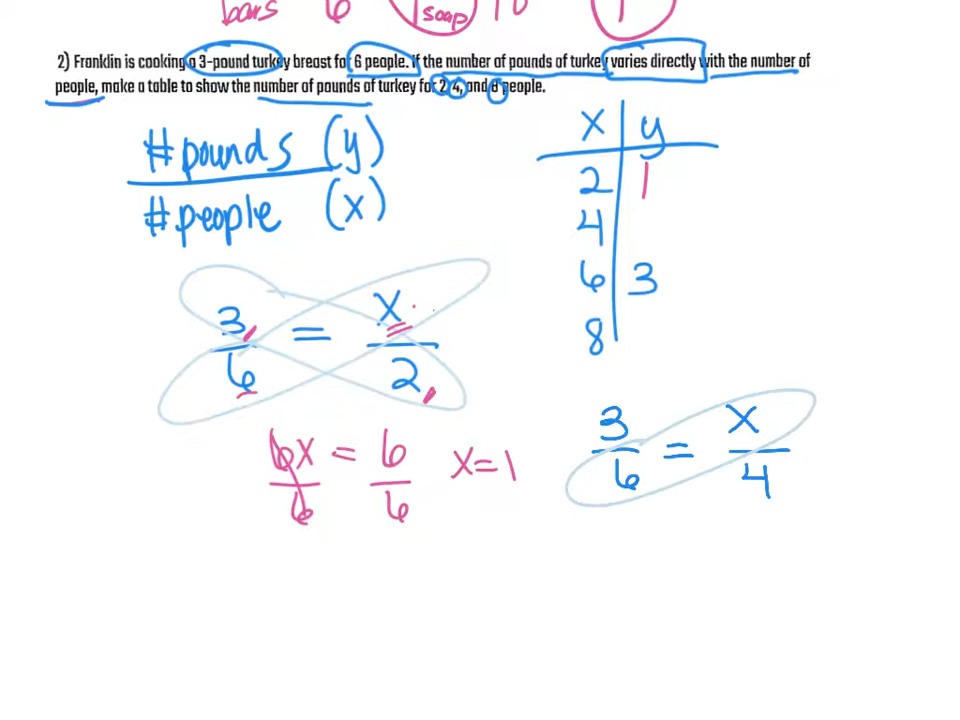 bars 6 soap 10 1
2) Franklin is cooking a 3-pound turkey breast for 6 people. If the number of pounds of turkey varies directly with the number of
people, make a table to show the number of pounds of turkey for 2, 4, and 8 people.
# pounds (y)
# people (x)
x y
2 1
4
6 3
8
3/6 = x/2
6x/6 = 6/6 x=1
3/6 = x/4